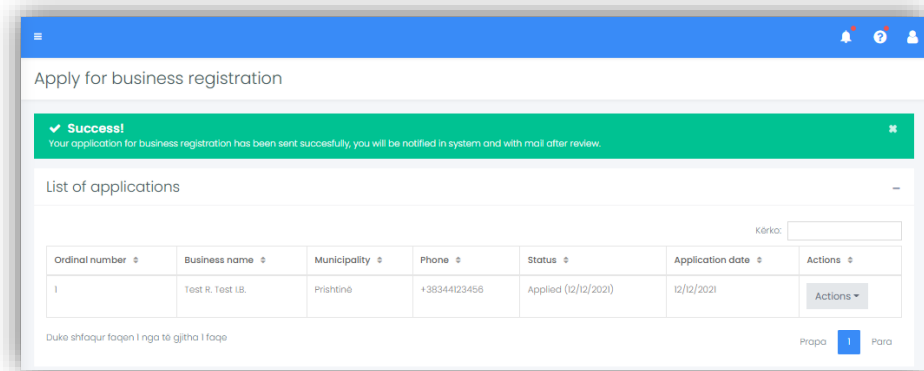 Apply for business registration
Success!
Your application for business registration has been sent succesfully, you will be notified in system and with mail after review.
List of applications
Kërko:
Ordinal number Business name Municipality Phone Status Application date Actions
1 Test R. Test I.B. Prishtinë +38344123456 Applied (12/12/2021) 12/12/2021 Actions
Duke shfaqur faqen 1 nga të gjitha 1 faqe
Prapa 1 Para